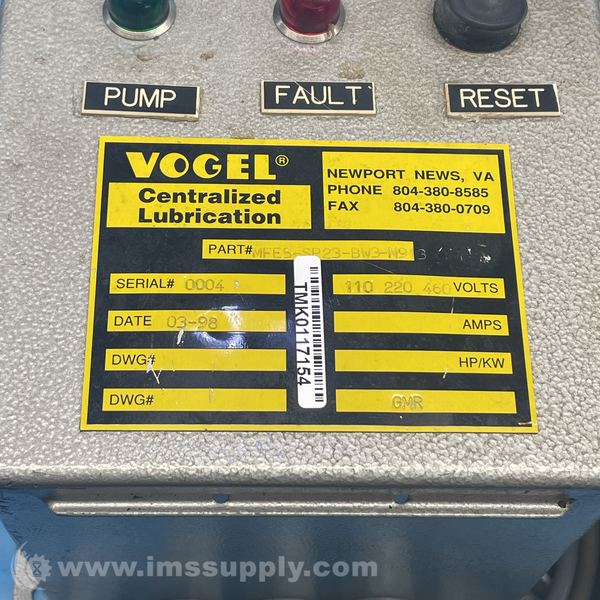 PUMP FAULT RESET
VOGEL®
Centralized
Lubrication
NEWPORT NEWS, VA
PHONE 804-380-8585
FAX 804-380-0709
PART#
SERIAL# 0004
110 220 460 VOLTS
DATE 03-98
AMPS
DWG#
HP/KW
DWG#
GMR
TMK0117154
www.imssupply.com